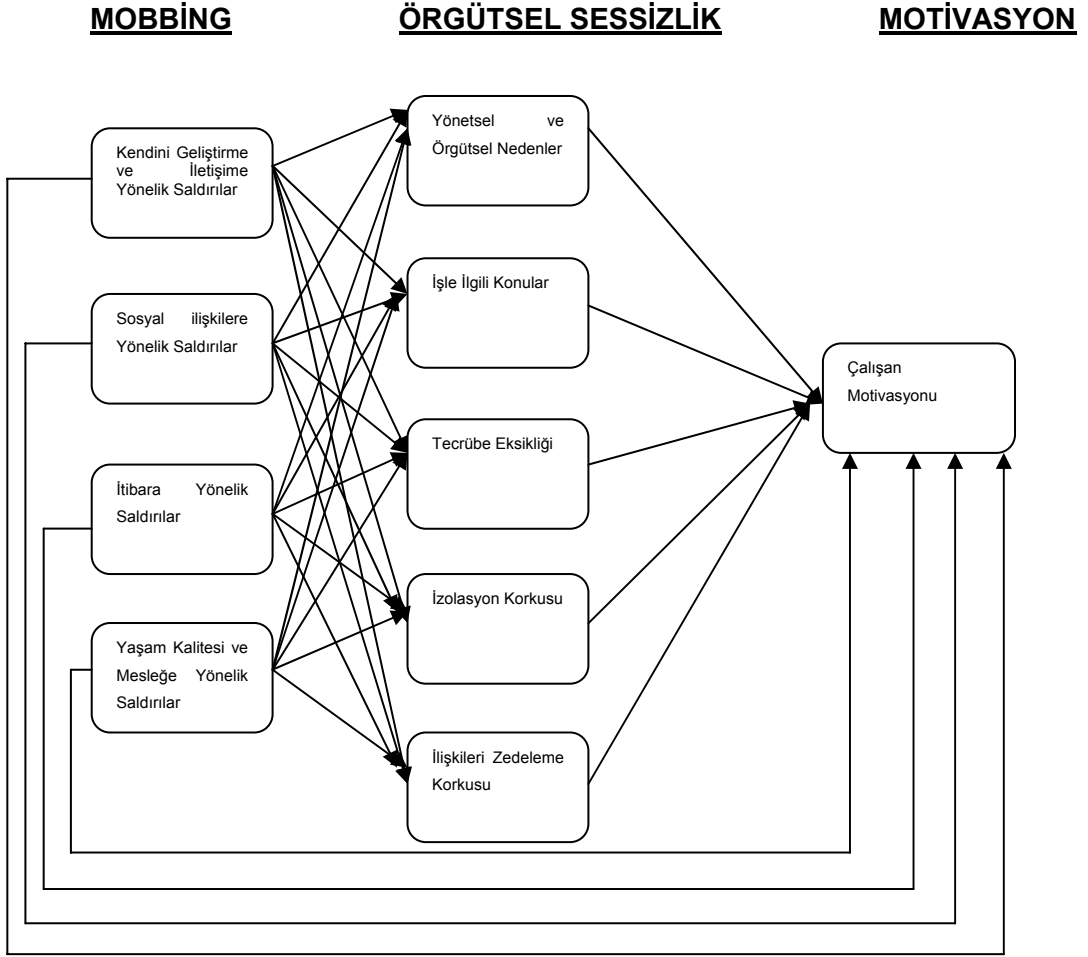 MOBBİNG
ÖRGÜTSEL SESSİZLİK
MOTİVASYON
Kendini Geliştirme
ve İletişime
Yönelik Saldırılar
Sosyal ilişkilere
Yönelik Saldırılar
İtibara Yönelik
Saldırılar
Yaşam Kalitesi ve
Mesleğe Yönelik
Saldırılar
Yönetsel ve
Örgütsel Nedenler
İşle İlgili Konular
Tecrübe Eksikliği
İzolasyon Korkusu
İlişkileri Zedeleme
Korkusu
Çalışan
Motivasyonu